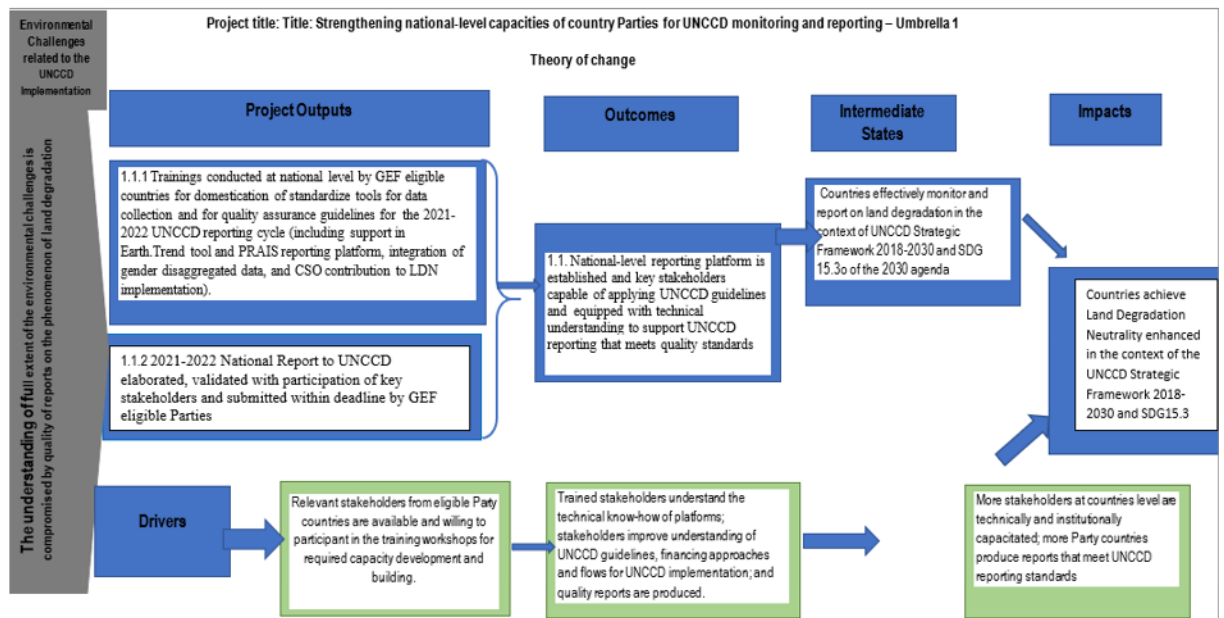 Environmental
Challenges
related to the
UNCCD
Implementation
The understanding of full extent of the environmental challenges is
compromised by quality of reports on the phenomenon of land degradation
Project title: Title: Strengthening national-level capacities of country Parties for UNCCD monitoring and reporting – Umbrella 1
Theory of change
Project Outputs
Outcomes
Intermediate
States
Impacts
1.1.1 Trainings conducted at national level by GEF eligible
countries for domestication of standardize tools for data
collection and for quality assurance guidelines for the 2021-
2022 UNCCD reporting cycle (including support in
Earth.Trend tool and PRAIS reporting platform, integration of
gender disaggregated data, and CSO contribution to LDN
implementation).
1.1.2 2021-2022 National Report to UNCCD
elaborated, validated with participation of key
stakeholders and submitted within deadline by GEF
eligible Parties
1.1. National-level reporting platform is
established and key stakeholders
capable of applying UNCCD guidelines
and equipped with technical
understanding to support UNCCD
reporting that meets quality standards
Countries effectively monitor and
report on land degradation in the
context of UNCCD Strategic
Framework 2018-2030 and SDG
15.3o of the 2030 agenda
Countries achieve
Land Degradation
Neutrality enhanced
in the context of the
UNCCD Strategic
Framework 2018-
2030 and SDG15.3
Drivers
Relevant stakeholders from eligible Party
countries are available and willing to
participant in the training workshops for
required capacity development and
building.
Trained stakeholders understand the
technical know-how of platforms;
stakeholders improve understanding of
UNCCD guidelines, financing approaches
and flows for UNCCD implementation; and
quality reports are produced.
More stakeholders at countries level are
technically and institutionally
capacitated; more Party countries
produce reports that meet UNCCD
reporting standards